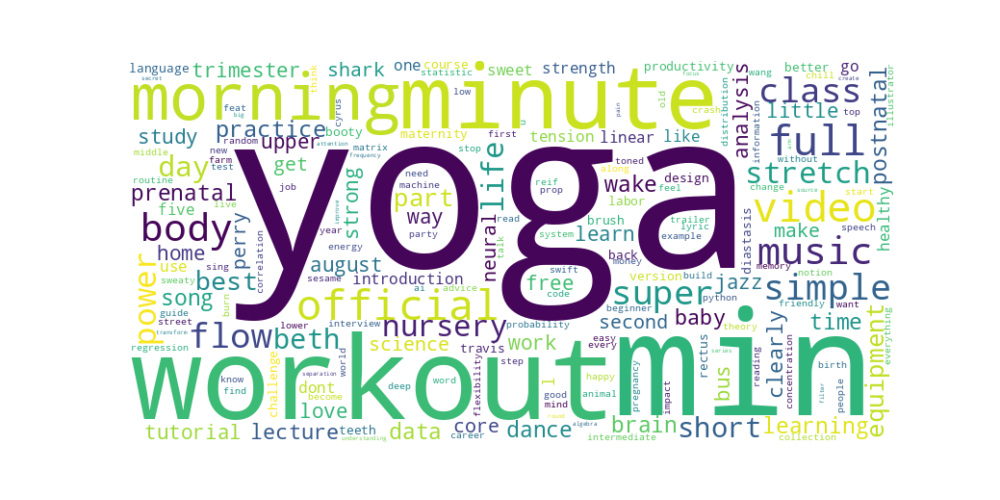 language
secret
trimester
morning
minute
think
shark
feat
big
cyrus
one
course
statistic
sweet
low
strength
pain
productivity
focus
old
crash
better
wang
chill
create
go
top
illustrator
class
little
full
analysis
distribution
information
postnatal
study
practice
booty
random
upper
attention
matrix
frequency
maternity
stop
first
u
tension
linear
like
without
middle
day
new
farm
test
get
yoga
life
need
machine
toned
along
wake
design
feel
stretch
routine
prenatal
job
strong
improve
part
way
party
reif
prop
labor
change
start
video
healthy
five
live
body
perry
year
neural
talk
read
brush
learn
system
back
money
trailer
lyric
example
make
speech
music
diastasis
home
power
use
sing
correlation
energy
august
introduction
sesame
ai
advice
free
swift
code
version
build
python
memory
jazz
notion
simple
friendly
want
sweaty
best
song
guide
burn
official
super
beginner
street
transform
flow
lower
beth
interview
nursery
probability
second
baby
theory
clearly
time
equipment
everything
regression
world
science
travis
work
easy
every
rectus
bus
reading
concentration
workout
min
challenge
separation
step
flexibility
know
find
dont
become
love
deep
word
l
good
mind
happy
animal
pregnancy
impact
series
birth
filter
people
tutorial
lecture
teeth
understanding
data
career
core
dance
round
algebra
intermediate
brain
short
learning
collection